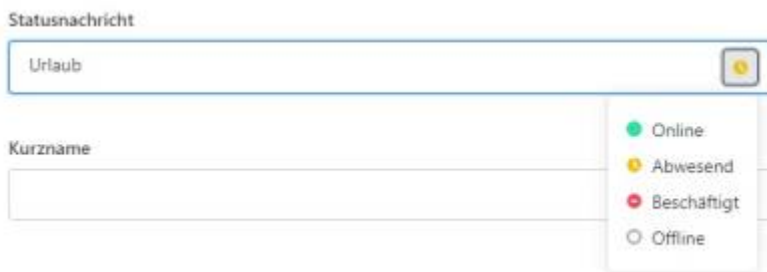 Statusnachricht
Urlaub
Online
Kurzname
Abwesend
Beschäftigt
Offline